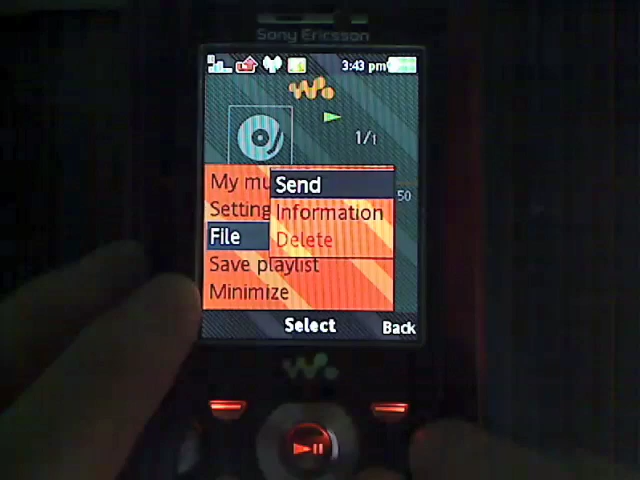 Sony Ericsson
3:43 pm
1/1
My mu
Setting
File
Save playlist
Minimize
Send
Information
Delete
50
Select
Back